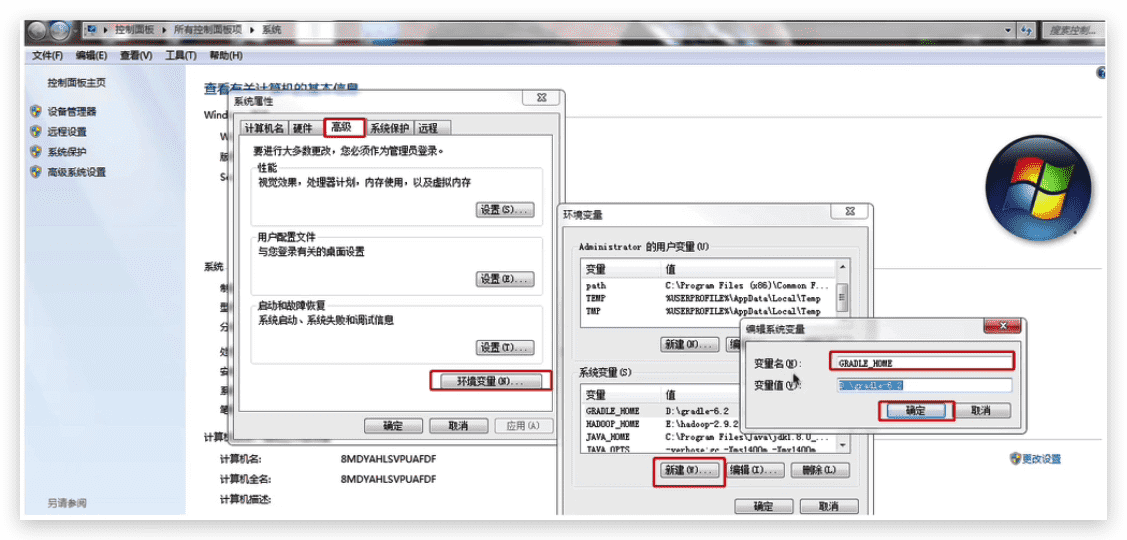 控制面板 ▸ 所有控制面板项 ▸ 系统
搜索控制...
文件(F) 编辑(E) 查看(V) 工具(T) 帮助(H)
控制面板主页
设备管理器
远程设置
系统保护
高级系统设置
另请参阅
查看有关计算机的基本信息
Wind
系统
计算机名: 8MDYAHLSVPUAFDF
计算机全名: 8MDYAHLSVPUAFDF
计算机描述:
更改设置
系统属性
计算机名 硬件 高级 系统保护 远程
要进行大多数更改，您必须作为管理员登录。
性能
视觉效果，处理器计划，内存使用，以及虚拟内存
设置(S)...
用户配置文件
与您登录有关的桌面设置
设置(E)...
启动和故障恢复
系统启动、系统失败和调试信息
设置(T)...
环境变量(N)...
确定 取消 应用(A)
环境变量
Administrator 的用户变量(U)
变量 值
path C:\Program Files (x86)\Common F...
TEMP %USERPROFILE%\AppData\Local\Temp
TMP %USERPROFILE%\AppData\Local\Temp
新建(N)...
系统变量(S)
变量 值
GRADLE_HOME D:\gradle-6.2
HADOOP_HOME E:\hadoop-2.9.2
JAVA_HOME C:\Program Files\Java\jdk1.8.0_...
JAVA_OPTS -verbose:gc -Xms1400m -Xmx1400m
新建(W)... 编辑(I)... 删除(L)
确定 取消
编辑系统变量
变量名(N): GRADLE_HOME
变量值(V): D:\gradle-6.2
确定 取消